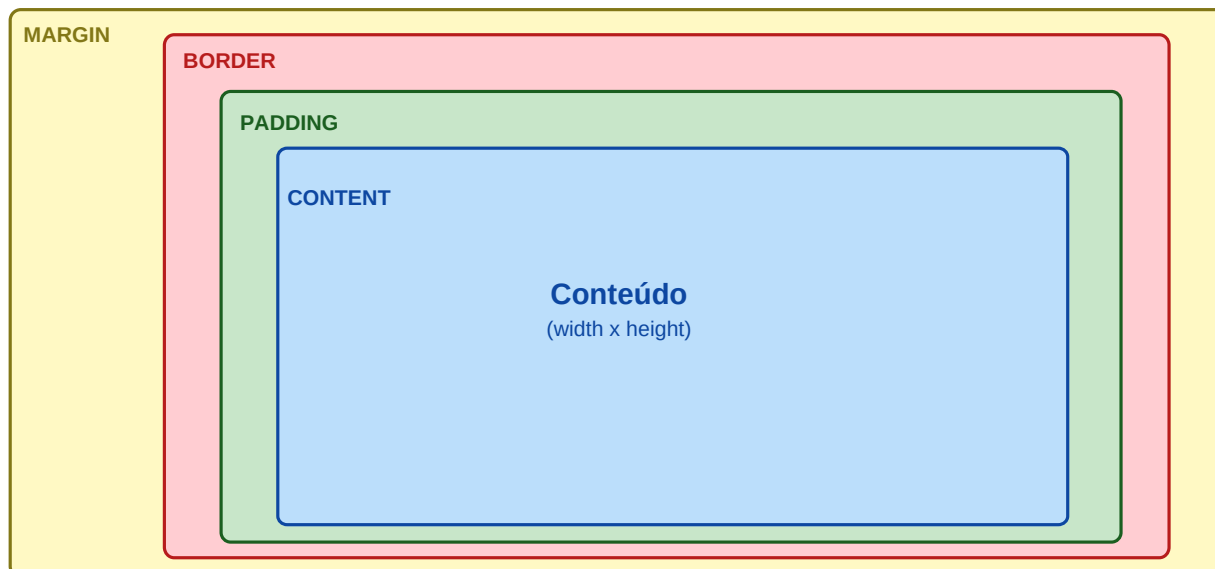 MARGIN
BORDER
PADDING
CONTENT
Conteúdo
(width x height)